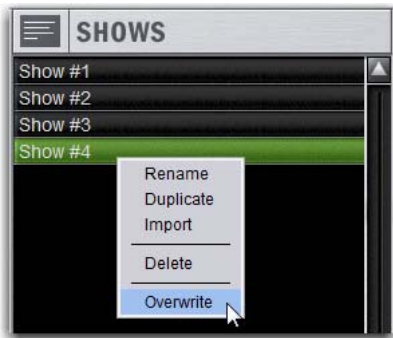 SHOWS
Show #1
Show #2
Show #3
Show #4
Rename
Duplicate
Import
Delete
Overwrite